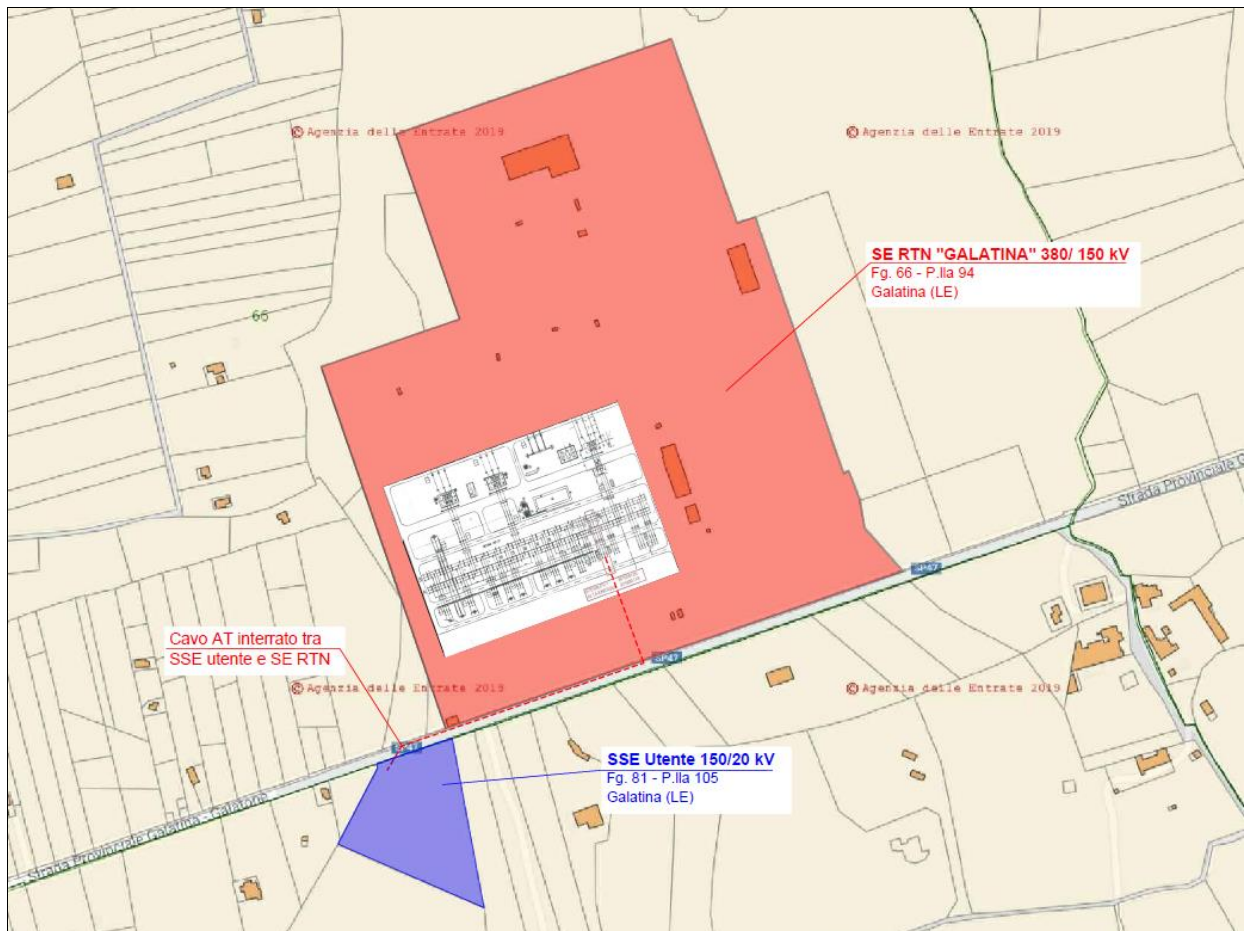 © Agenzia delle Entrate 2019
© Agenzia delle Entrate 2019
SE RTN "GALATINA" 380/ 150 kV
Fg. 66 - P.lla 94
Galatina (LE)
66
Strada Provinciale G
SP47
Cavo AT interrato tra
SSE utente e SE RTN
SP47
© Agenzia delle Entrate 2019
© Agenzia delle Entrate 2019
SP47
SSE Utente 150/20 kV
Fg. 81 - P.lla 105
Galatina (LE)
Strada Provinciale Galatina - Galatone